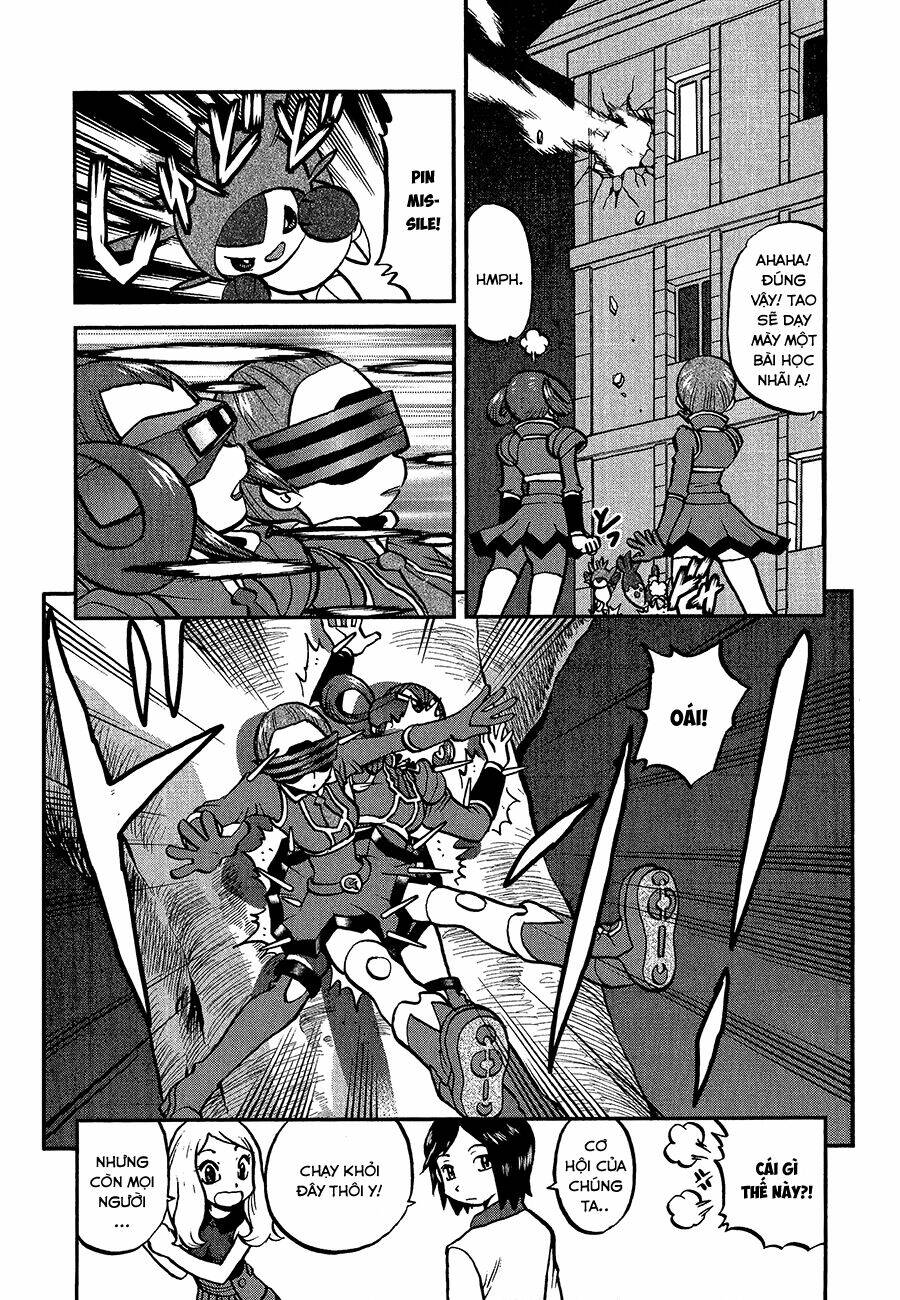 AHAHA!
ĐÚNG
VẬY! TAO
SẼ DẠY
MÀY MỘT
BÀI HỌC
NHÃI Ạ!
HMPH.
PIN
MIS-
SILE!
OÁI!
CÁI GÌ
THẾ NÀY?!
CƠ
HỘI CỦA
CHÚNG
TA..
CHẠY KHỎI
ĐÂY THÔI Y!
NHƯNG
CÒN MỌI
NGƯỜI
...